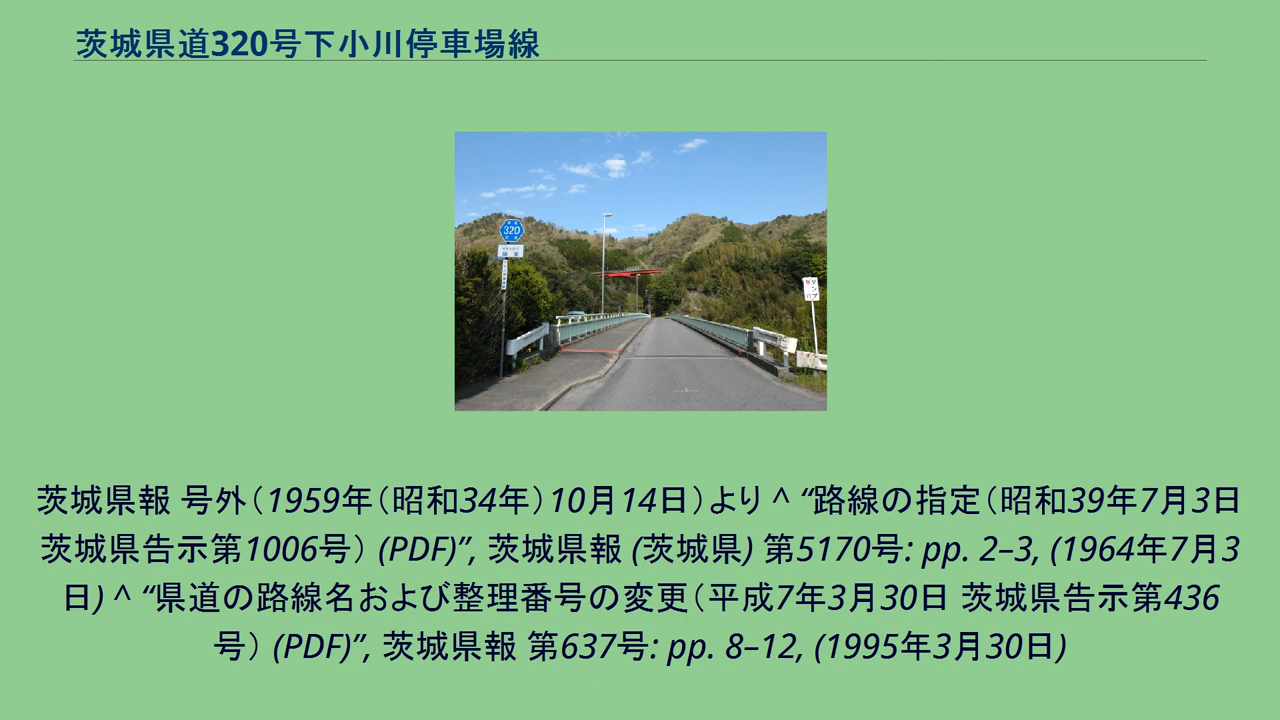 茨城県道320号下小川停車場線
320
茨城県報 号外（1959年（昭和34年）10月14日）より ^ “路線の指定（昭和39年7月3日
茨城県告示第1006号） (PDF)”, 茨城県報 (茨城県) 第5170号: pp. 2–3, (1964年7月3
日) ^ “県道の路線名および整理番号の変更（平成7年3月30日 茨城県告示第436
号） (PDF)”, 茨城県報 第637号: pp. 8–12, (1995年3月30日)